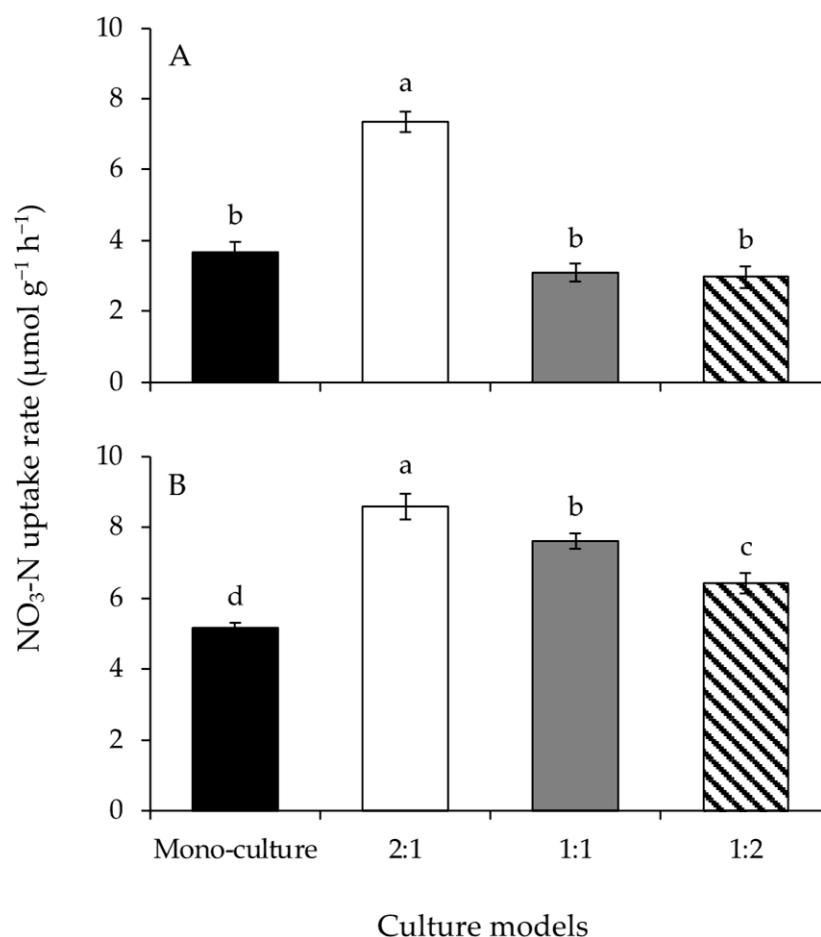 NO₃-N uptake rate (µmol g⁻¹ h⁻¹)
A
10
8
6
4
2
0
b
a
b
b
B
10
8
6
4
2
0
d
a
b
c
Mono-culture 2:1 1:1 1:2
Culture models